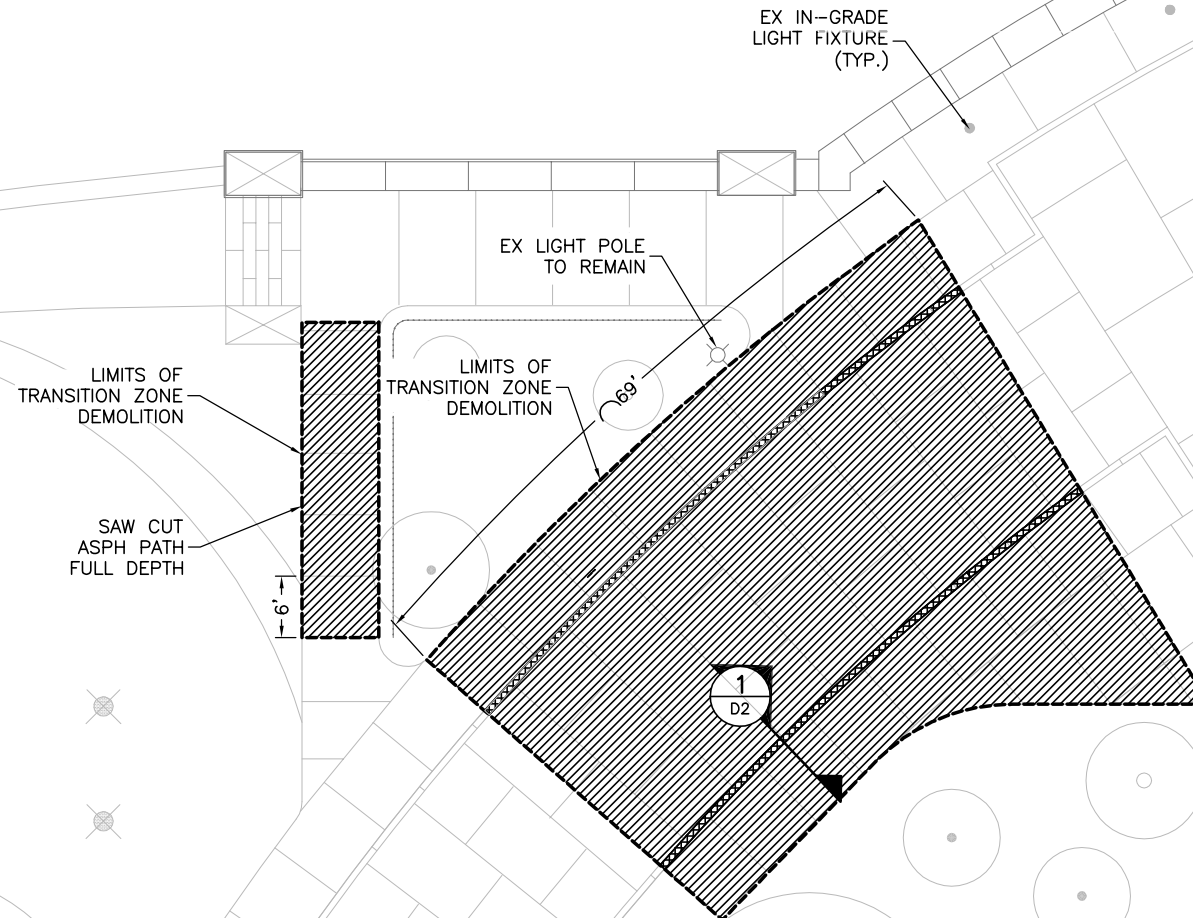 EX IN-GRADE
LIGHT FIXTURE
(TYP.)
EX LIGHT POLE
TO REMAIN
LIMITS OF
TRANSITION ZONE
DEMOLITION
LIMITS OF
TRANSITION ZONE
DEMOLITION
69'
SAW CUT
ASPH PATH
FULL DEPTH
6'
1
D2